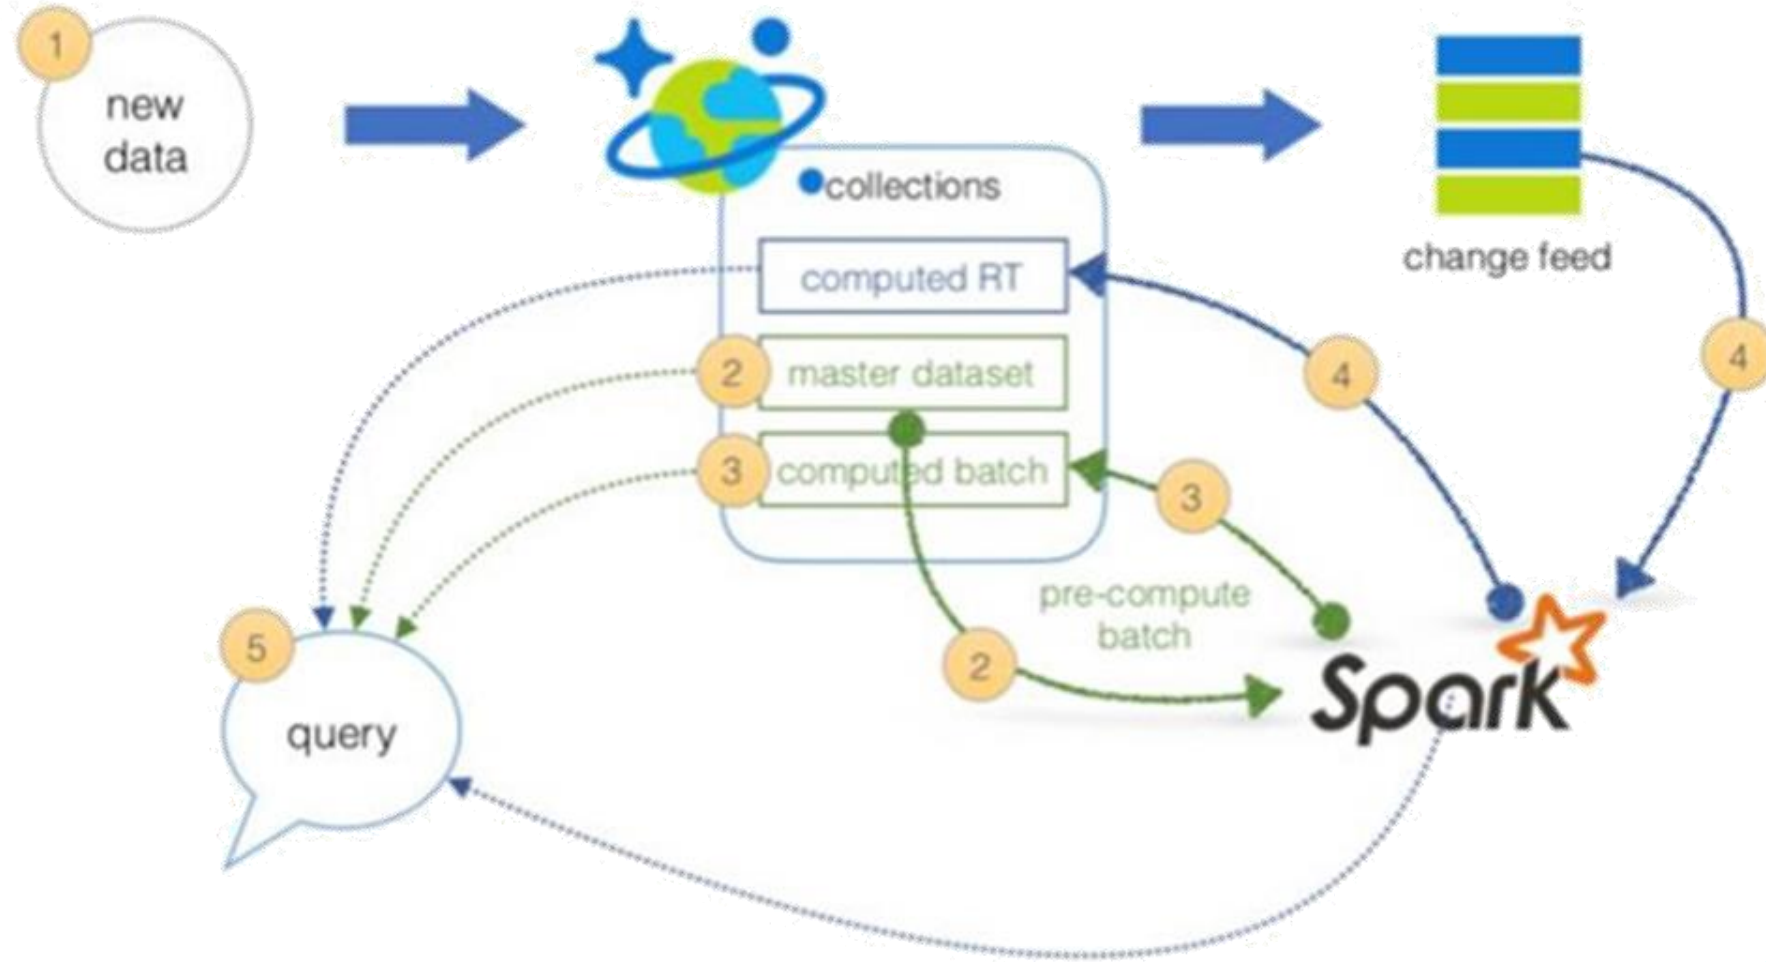 1
new
data
collections
computed RT
2
master dataset
3
computed batch
change feed
4
4
3
pre-compute
batch
2
Spark
5
query